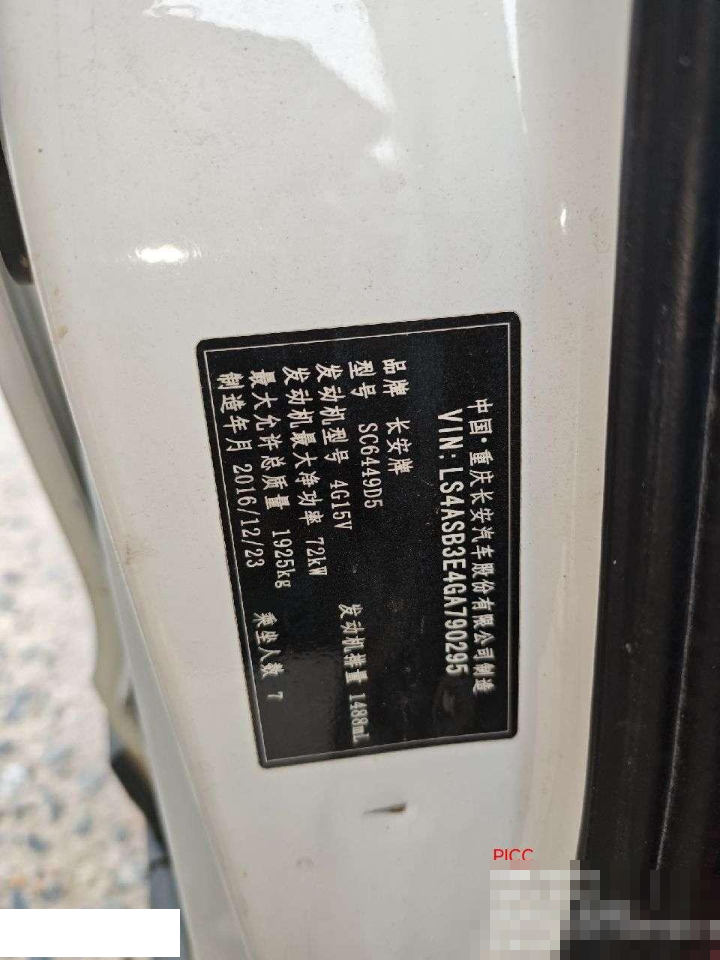 中国·重庆长安汽车股份有限公司制造
VIN:LS4ASB3E4GA790295
品牌 长安牌
型号 SC6449D5
发动机型号 4G15V 发动机排量 1488mL
发动机最大净功率 72kW
最大允许总质量 1925kg
制造年月 2016/12/23 乘坐人数 7
PICC